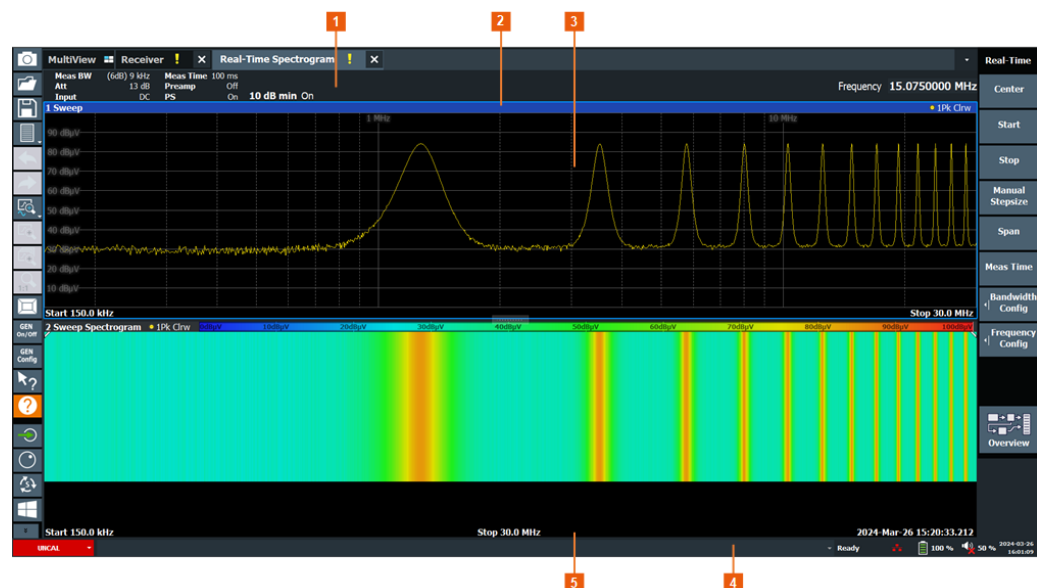 1
2
3
MultiView
Receiver ! X
Real-Time Spectrogram ! X
Real-Time
Meas BW (6dB) 9 kHz Meas Time 100 ms
Att 13 dB Preamp Off
Input DC PS On 10 dB min On
Frequency 15.0750000 MHz
1 Sweep
1Pk Clrw
1 MHz
10 MHz
90 dBµV
80 dBµV
70 dBµV
60 dBµV
50 dBµV
40 dBµV
20 dBµV
10 dBµV
Start 150.0 kHz
Stop 30.0 MHz
2 Sweep Spectrogram 1Pk Clrw
0dBµV 10dBµV 20dBµV 30dBµV 40dBµV 50dBµV 60dBµV 70dBµV 80dBµV 90dBµV 100dBµV
Start 150.0 kHz
Stop 30.0 MHz
2024-Mar-26 15:20:33.212
Center
Start
Stop
Manual
Stepsize
Span
Meas Time
Bandwidth
Config
Frequency
Config
Overview
1:1
GEN
On/Off
GEN
Config
?
?
UNCAL
Ready
100 %
50 %
2024-03-26
16:01:09
5
4